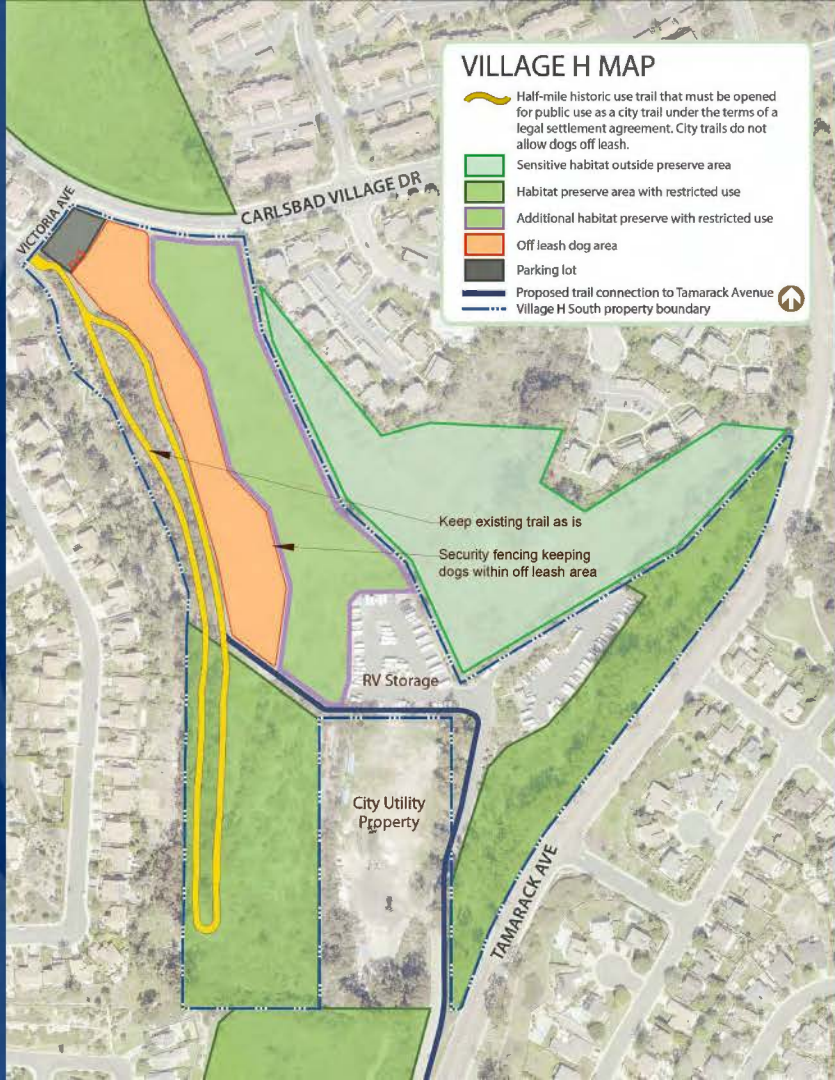 VILLAGE H MAP
Half-mile historic use trail that must be opened
for public use as a city trail under the terms of a
legal settlement agreement. City trails do not
allow dogs off leash.
Sensitive habitat outside preserve area
Habitat preserve area with restricted use
Additional habitat preserve with restricted use
Off leash dog area
Parking lot
Proposed trail connection to Tamarack Avenue
Village H South property boundary
CARLSBAD VILLAGE DR
VICTORIA AVE
Keep existing trail as is
Security fencing keeping
dogs within off leash area
RV Storage
City Utility
Property
TAMARACK AVE